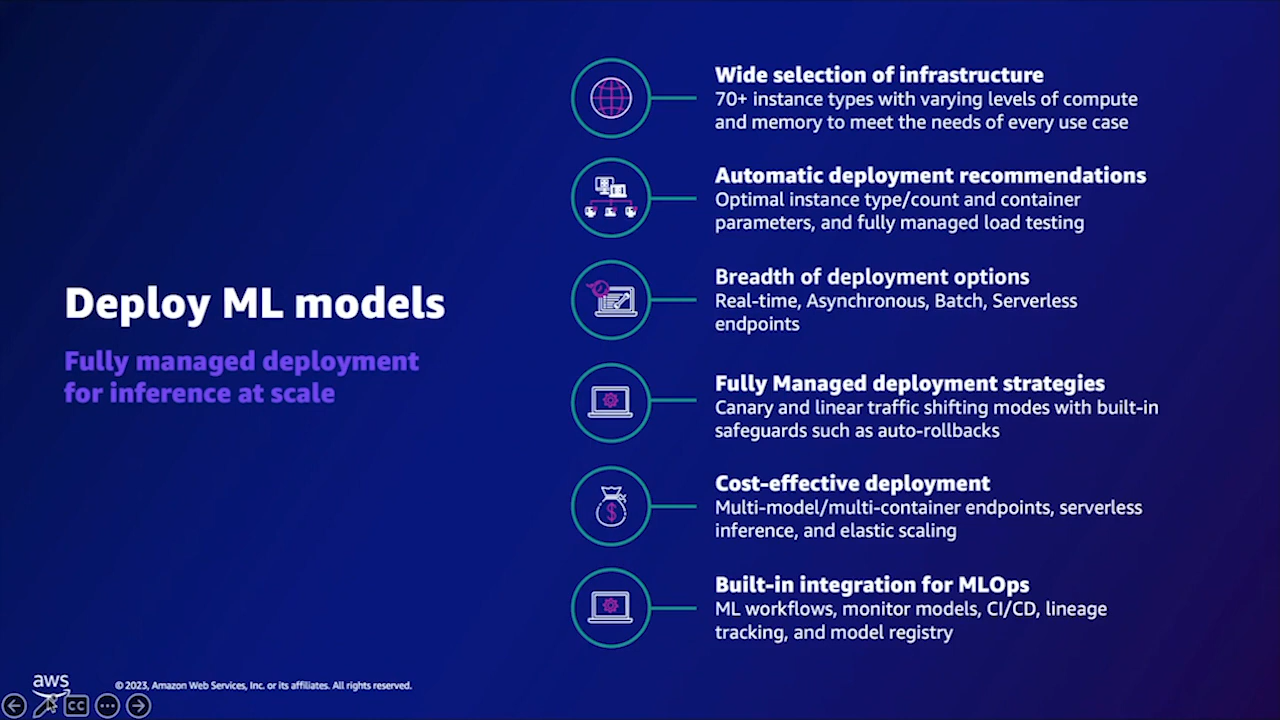 Deploy ML models
Fully managed deployment
for inference at scale
Wide selection of infrastructure
70+ instance types with varying levels of compute
and memory to meet the needs of every use case
Automatic deployment recommendations
Optimal instance type/count and container
parameters, and fully managed load testing
Breadth of deployment options
Real-time, Asynchronous, Batch, Serverless
endpoints
Fully Managed deployment strategies
Canary and linear traffic shifting modes with built-in
safeguards such as auto-rollbacks
Cost-effective deployment
Multi-model/multi-container endpoints, serverless
inference, and elastic scaling
Built-in integration for MLOps
ML workflows, monitor models, CI/CD, lineage
tracking, and model registry
aws
© 2023, Amazon Web Services, Inc. or its affiliates. All rights reserved.
CC